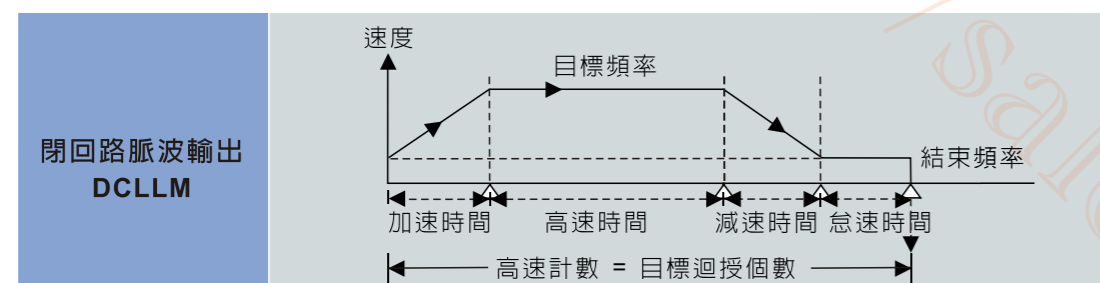 閉回路脈波輸出
DCLLM
速度
目標頻率
結束頻率
加速時間
高速時間
減速時間
怠速時間
高速計數 = 目標迴授個數